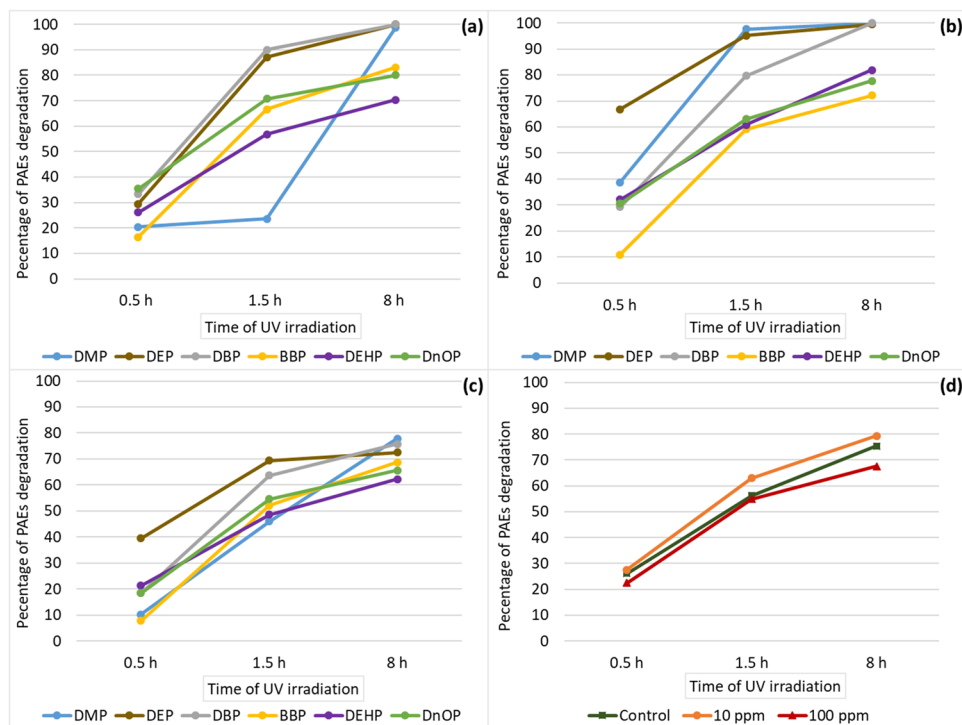 (a)
Pecentage of PAEs degradation
100
90
80
70
60
50
40
30
20
10
0
0.5 h 1.5 h 8 h
Time of UV irradiation
DMP DEP DBP BBP DEHP DnOP
(b)
Pecentage of PAEs degradation
100
90
80
70
60
50
40
30
20
10
0
0.5 h 1.5 h 8 h
Time of UV irradiation
DMP DEP DBP BBP DEHP DnOP
(c)
Pecentage of PAEs degradation
100
90
80
70
60
50
40
30
20
10
0
0.5 h 1.5 h 8 h
Time of UV irradiation
DMP DEP DBP BBP DEHP DnOP
(d)
Pecentage of PAEs degradation
100
90
80
70
60
50
40
30
20
10
0
0.5 h 1.5 h 8 h
Time of UV irradiation
Control 10 ppm 100 ppm